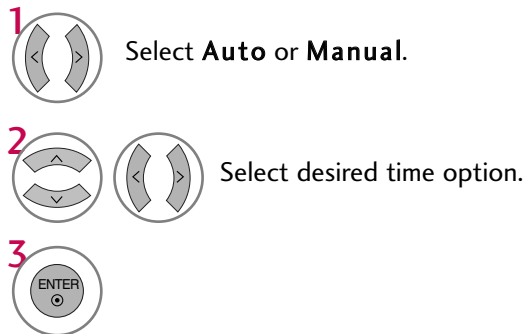 1
Select Auto or Manual.
2
Select desired time option.
3
ENTER